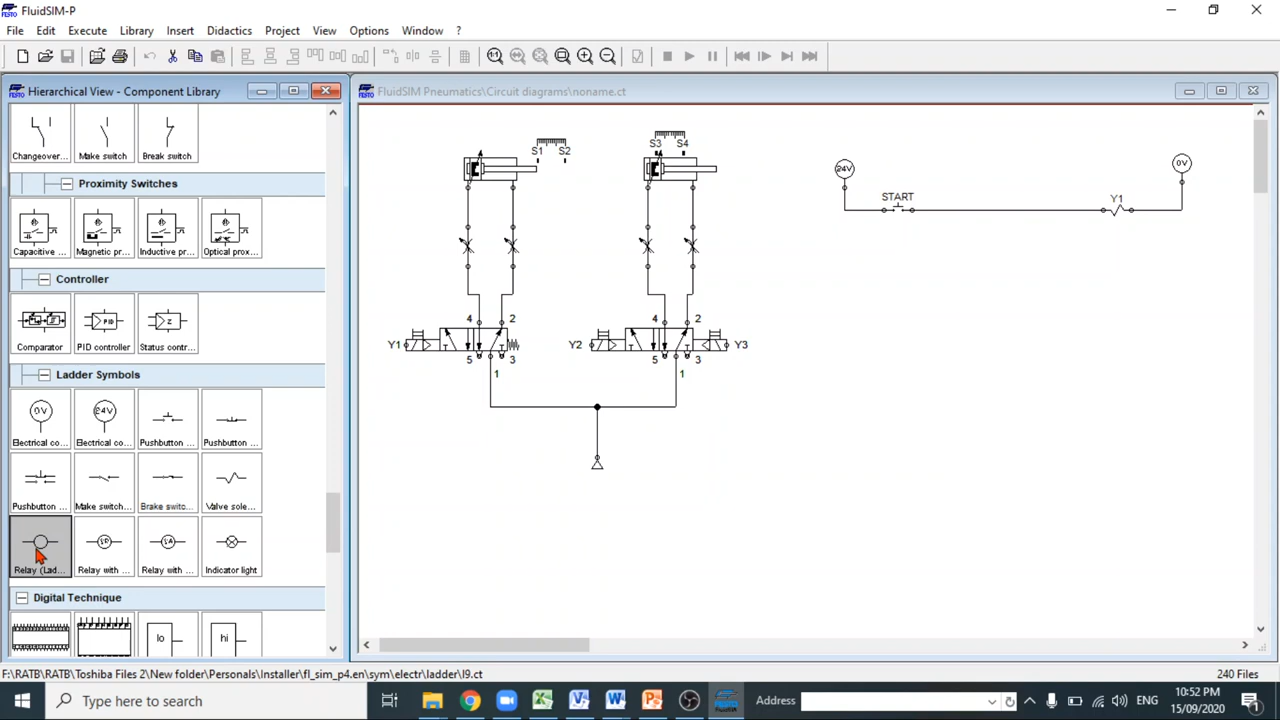 FESTO FluidSIM-P
File Edit Execute Library Insert Didactics Project View Options Window ?
Hierarchical View - Component Library
Changeover... Make switch Break switch
Proximity Switches
Capacitive ... Magnetic pr... Inductive pr... Optical prox...
Controller
Comparator PID controller Status contr...
PID
Ladder Symbols
0V 24V
Electrical co... Electrical co... Pushbutton ... Pushbutton ...
Pushbutton ... Make switch... Brake switc... Valve sole...
Relay (Lad... Relay with ... Relay with ... Indicator light
Digital Technique
lo hi
FluidSIM Pneumatics\Circuit diagrams\noname.ct
S1 S2 S3 S4
24V 0V
START Y1
4 2 4 2
Y1 Y2 Y3
5 3 5 3
1 1
F:\RATB\RATB\Toshiba Files 2\New folder\Personals\Installer\fl_sim_p4.en\sym\electr\ladder\l9.ct
269 Files
Type here to search
Address
ENG
10:52 PM
15/09/2020
1